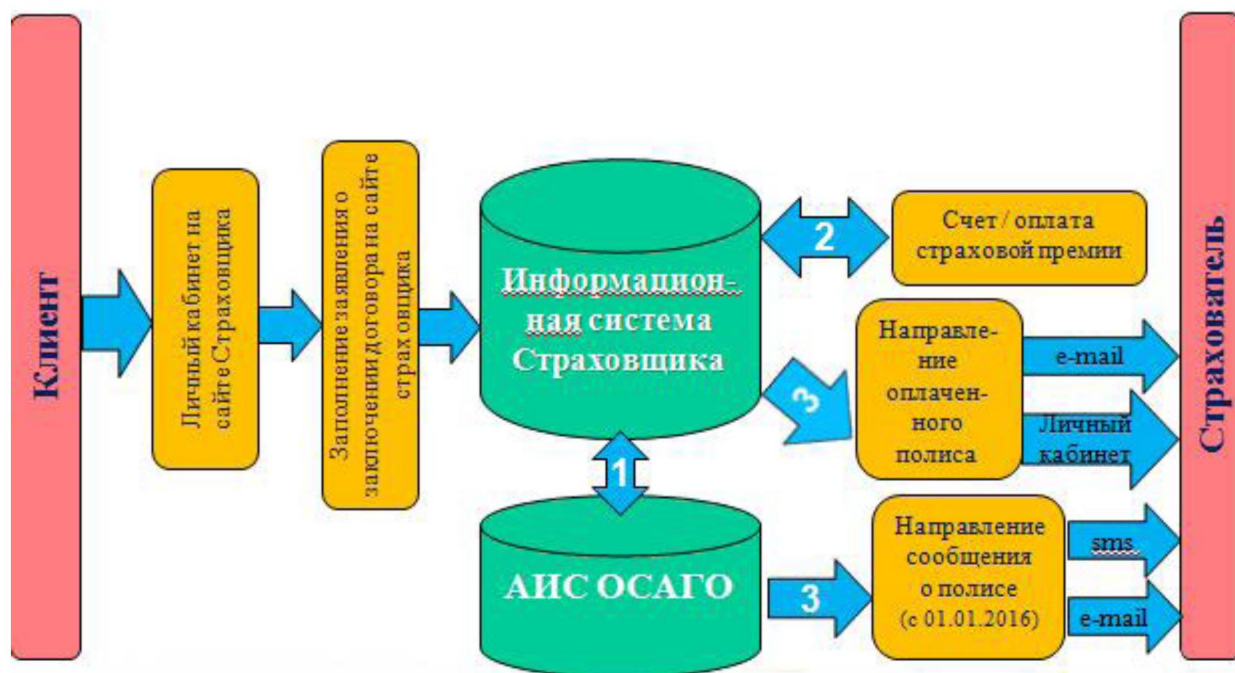 Клиент
Личный кабинет на
сайте Страховщика
Заполнение заявления о
заключении договора на сайте
страховщика
Информацион-
ная система
Страховщика
1
АИС ОСАГО
2
Счет / оплата
страховой премии
3
Направле-
ние
оплачен-
ного
полиса
e-mail
Личный
кабинет
3
Направление
сообщения
о полисе
(с 01.01.2016)
sms
e-mail
Страхователь